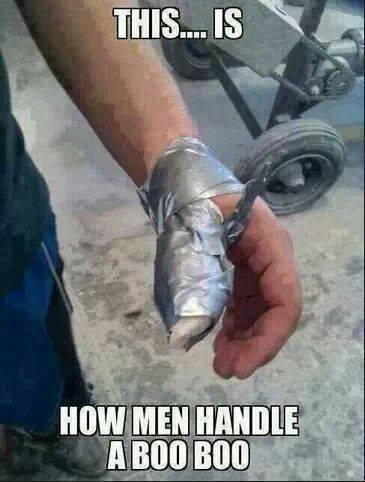 THIS.... IS
HOW MEN HANDLE
A BOO BOO